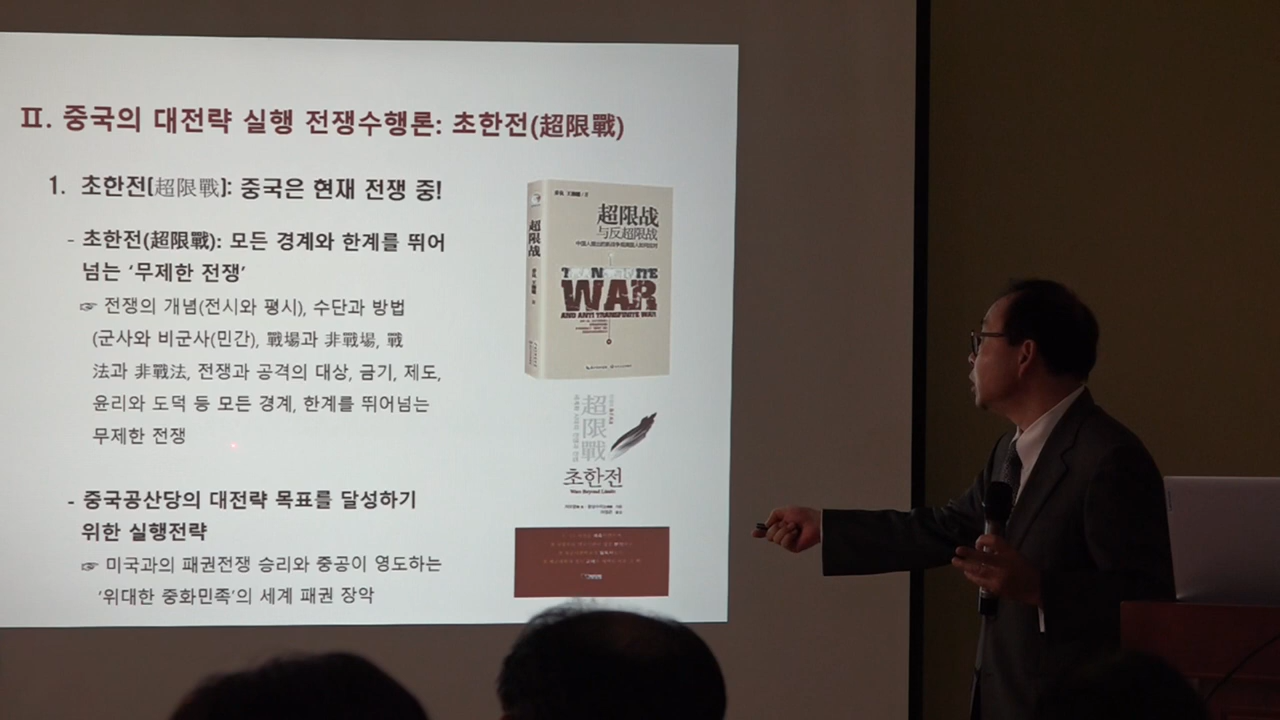 Ⅱ. 중국의 대전략 실행 전쟁수행론: 초한전(超限戰)
1. 초한전(超限戰): 중국은 현재 전쟁 중!
- 초한전(超限戰): 모든 경계와 한계를 뛰어
넘는 ‘무제한 전쟁’
☞ 전쟁의 개념(전시와 평시), 수단과 방법
(군사와 비군사(민간), 戰場과 非戰場, 戰
法과 非戰法, 전쟁과 공격의 대상, 금기, 제도,
윤리와 도덕 등 모든 경계, 한계를 뛰어넘는
무제한 전쟁
- 중국공산당의 대전략 목표를 달성하기
위한 실행전략
☞ 미국과의 패권전쟁 승리와 중공이 영도하는
‘위대한 중화민족’의 세계 패권 장악
超限战
超限战
与反超限战
WAR
AND ANTI TRANSFINITE WAR
超限戰
초한전